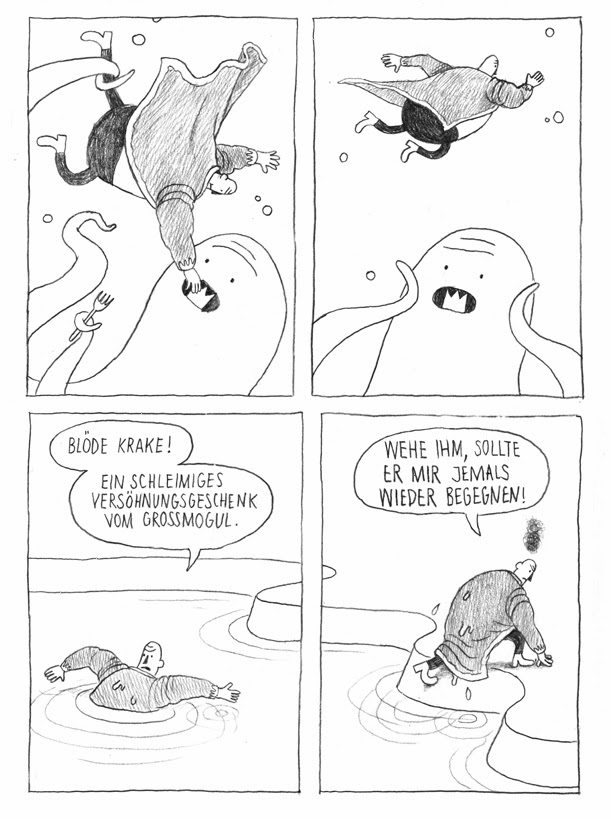 BLÖDE KRAKE!
EIN SCHLEIMIGES
VERSÖHNUNGSGESCHENK
VOM GROSSMOGUL.
WEHE IHM, SOLLTE
ER MIR JEMALS
WIEDER BEGEGNEN!